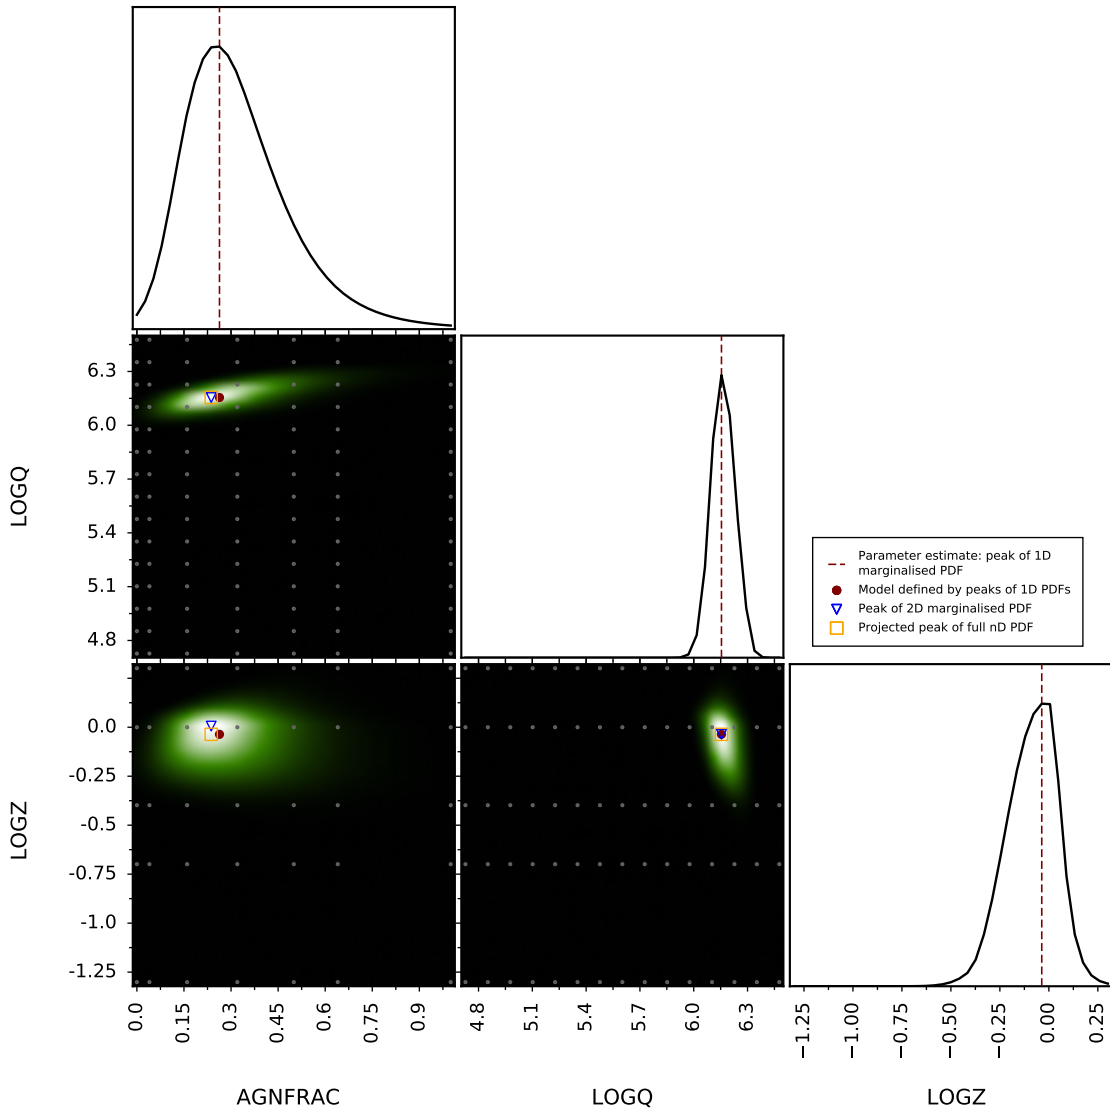 LOGQ
6.3
6.0
5.7
5.4
5.1
4.8
Parameter estimate: peak of 1D
marginalised PDF
Model defined by peaks of 1D PDFs
Peak of 2D marginalised PDF
Projected peak of full nD PDF
LOGZ
0.0
-0.25
-0.5
-0.75
-1.0
-1.25
0.0 0.15 0.3 0.45 0.6 0.75 0.9
4.8 5.1 5.4 5.7 6.0 6.3
−1.25 −1.00 −0.75 −0.50 −0.25 0.00 0.25
AGNFRAC LOGQ LOGZ